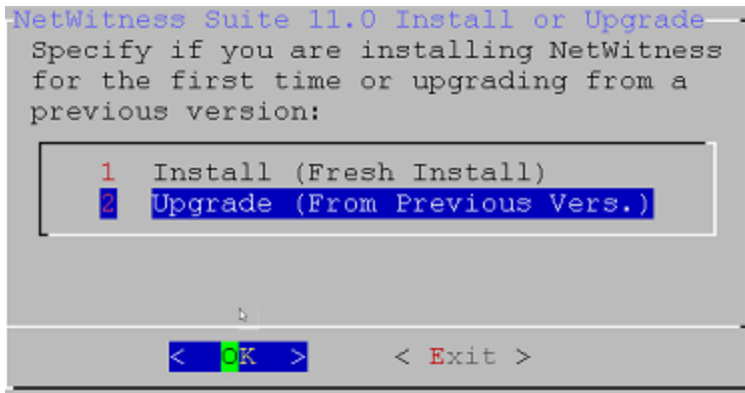 NetWitness Suite 11.0 Install or Upgrade
Specify if you are installing NetWitness
for the first time or upgrading from a
previous version:
1 Install (Fresh Install)
2 Upgrade (From Previous Vers.)
< OK > < Exit >